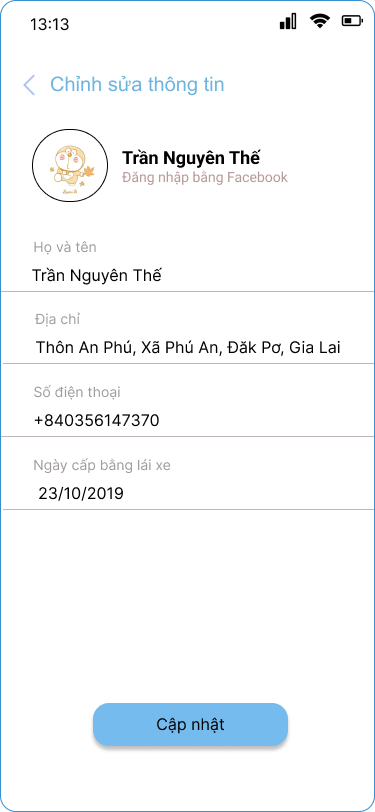 13:13
Chỉnh sửa thông tin
Trần Nguyên Thế
Đăng nhập bằng Facebook
Họ và tên
Trần Nguyên Thế
Địa chỉ
Thôn An Phú, Xã Phú An, Đăk Pơ, Gia Lai
Số điện thoại
+840356147370
Ngày cấp bằng lái xe
23/10/2019
Cập nhật